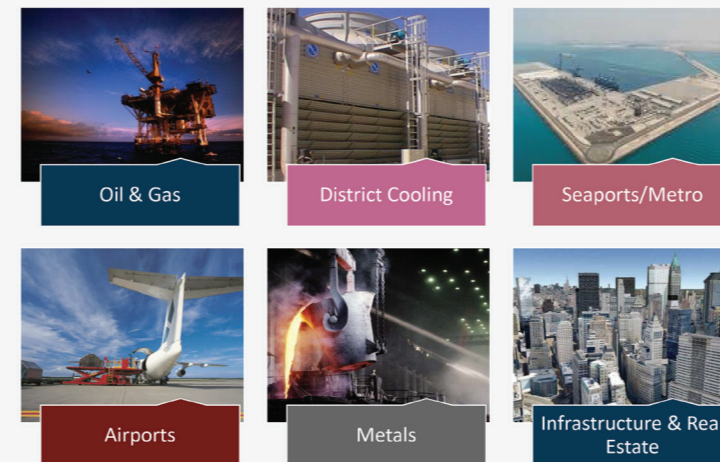 Oil & Gas
District Cooling
Seaports/Metro
Airports
Metals
Infrastructure & Rea
Estate